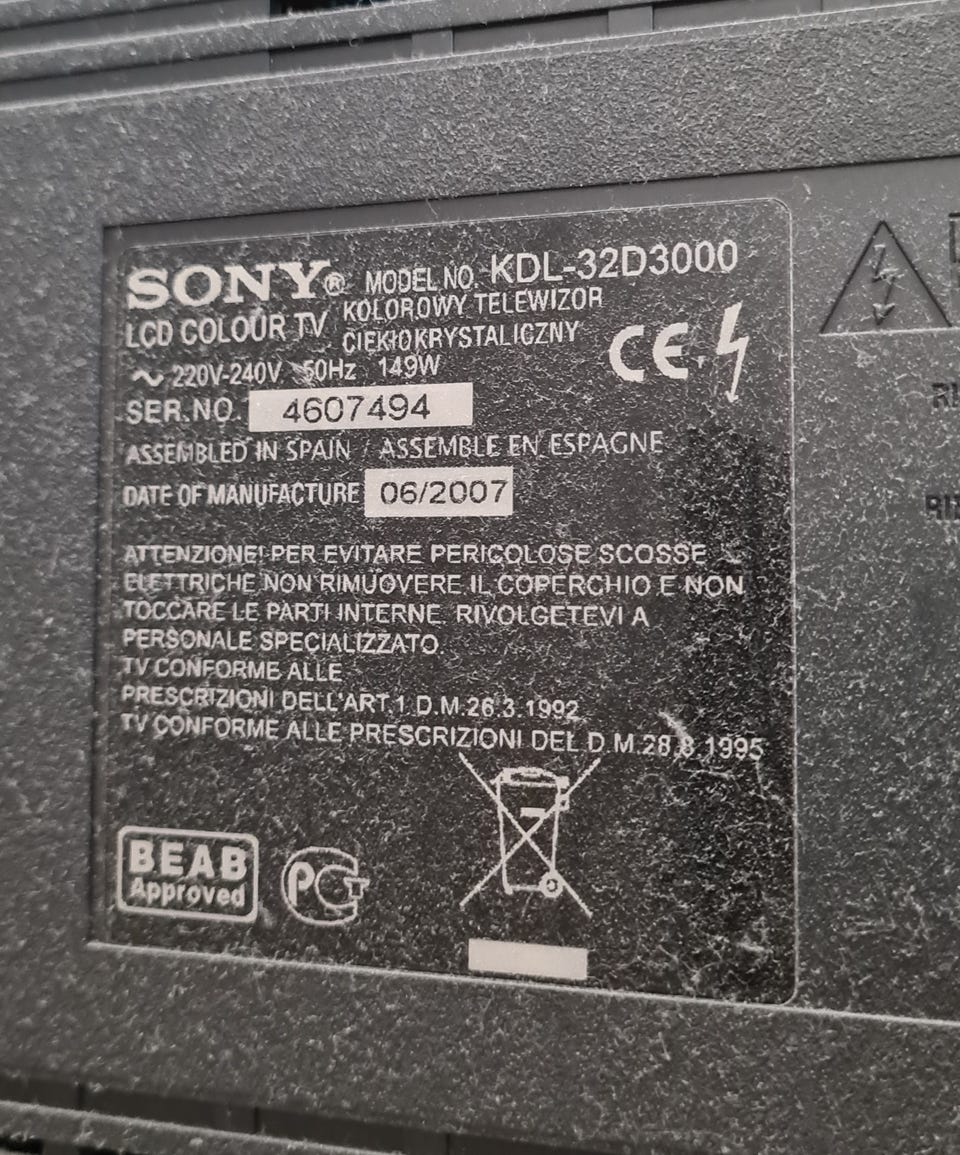 SONY® MODEL NO. KDL-32D3000
LCD COLOUR TV KOLOROWY TELEWIZOR
CIEKŁOKRYSTALICZNY
~ 220V-240V 50Hz 149W
CE
SER.NO. 4607494
ASSEMBLED IN SPAIN / ASSEMBLE EN ESPAGNE
DATE OF MANUFACTURE 06/2007
ATTENZIONE! PER EVITARE PERICOLOSE SCOSSE
ELETTRICHE NON RIMUOVERE IL COPERCHIO E NON
TOCCARE LE PARTI INTERNE. RIVOLGETEVI A
PERSONALE SPECIALIZZATO
TV CONFORME ALLE
PRESCRIZIONI DELL'ART.1 D.M.26.3.1992
TV CONFORME ALLE PRESCRIZIONI DEL D.M.28.8.1995
BEAB
Approved
PCT